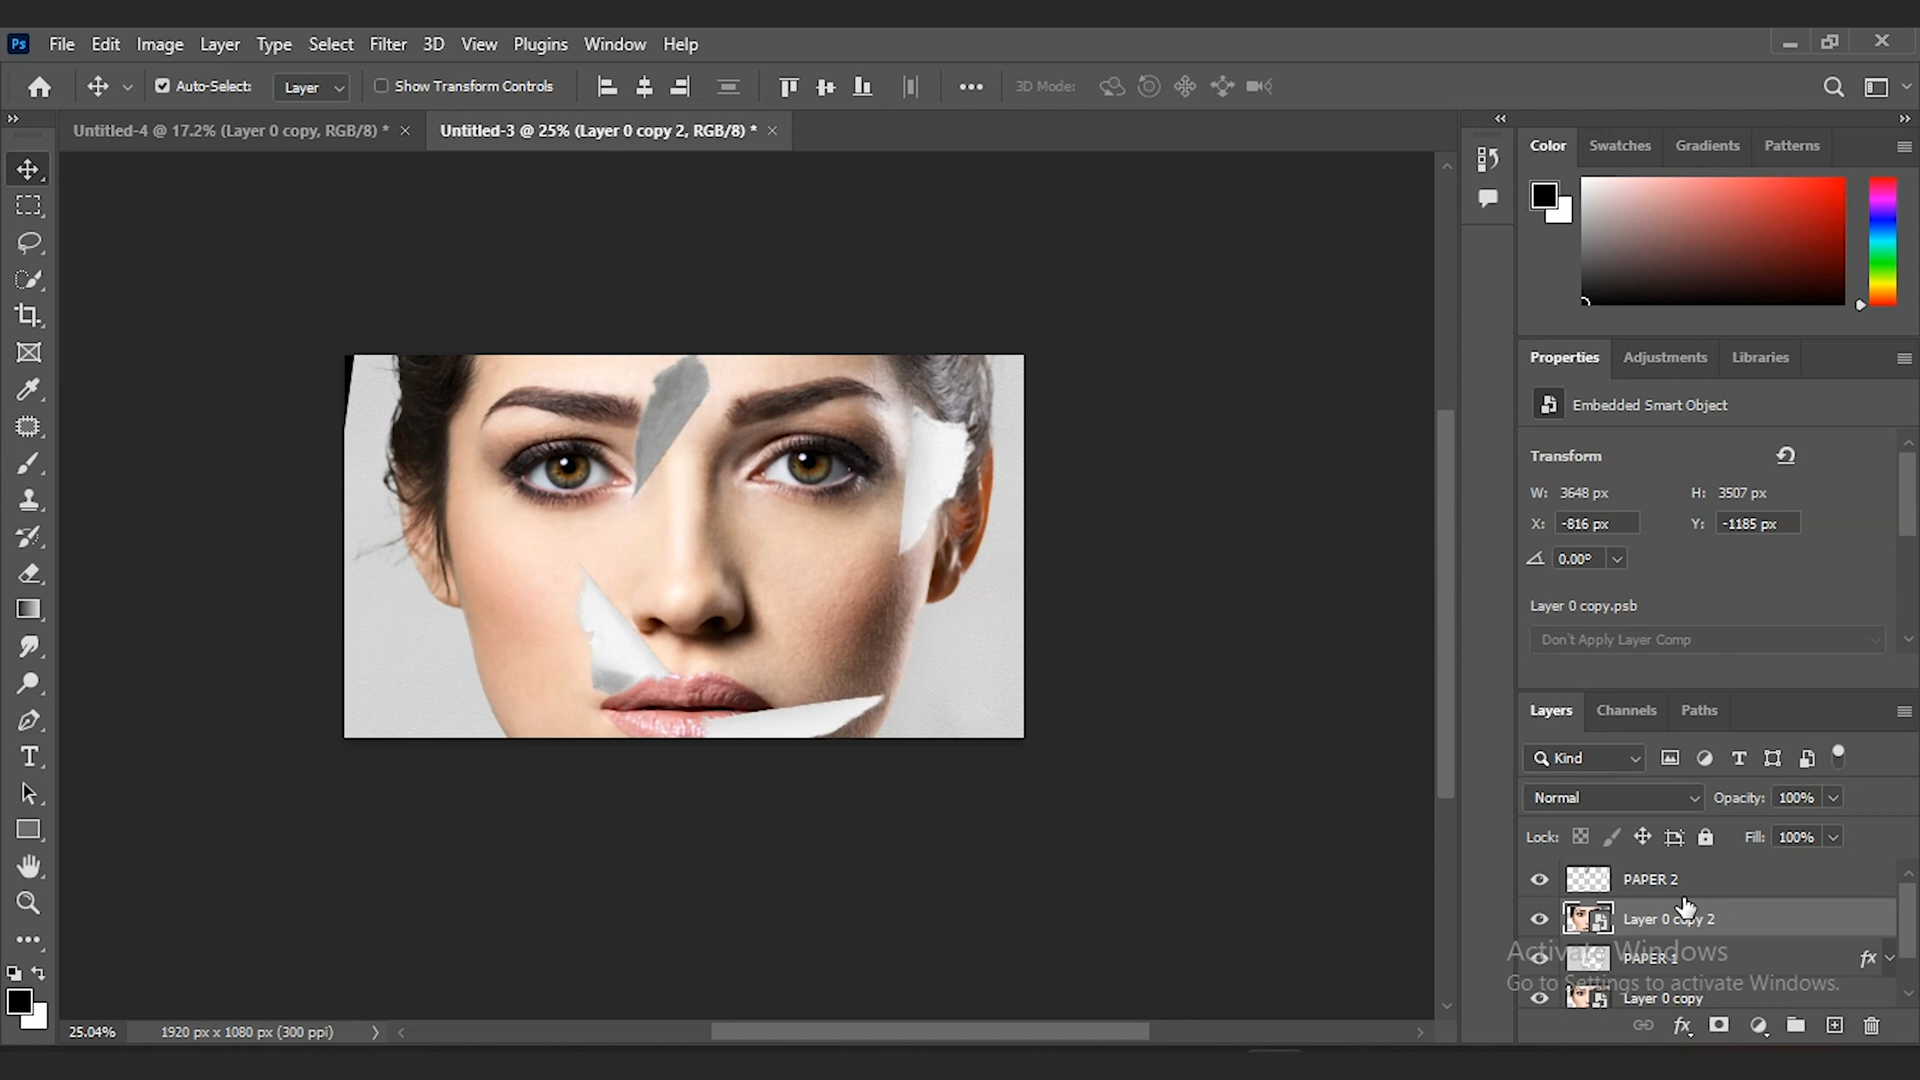 Ps File Edit Image Layer Type Select Filter 3D View Plugins Window Help
Auto-Select: Layer Show Transform Controls 3D Mode:
Untitled-4 @ 17.2% (Layer 0 copy, RGB/8) * × Untitled-3 @ 25% (Layer 0 copy 2, RGB/8) * ×
Color Swatches Gradients Patterns
Properties Adjustments Libraries
Embedded Smart Object
Transform
W: 3648 px H: 3507 px
X: -816 px Y: -1185 px
0.00°
Layer 0 copy.psb
Don't Apply Layer Comp
Layers Channels Paths
Kind
Normal Opacity: 100%
Lock: Fill: 100%
PAPER 2
Layer 0 copy 2
PAPER 1 fx
Layer 0 copy
Activate Windows
Go to Settings to activate Windows.
25.04% 1920 px x 1080 px (300 ppi)
fx